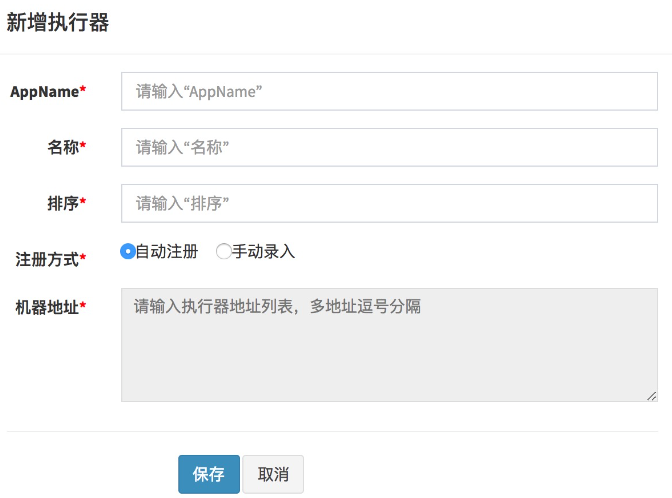 新增执行器
AppName* 请输入“AppName”
名称* 请输入“名称”
排序* 请输入“排序”
注册方式* 自动注册 手动录入
机器地址* 请输入执行器地址列表，多地址逗号分隔
保存 取消